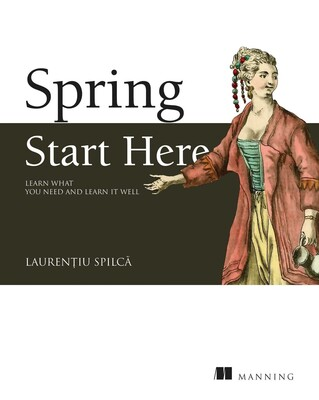 Spring
Start Here
LEARN WHAT
YOU NEED AND LEARN IT WELL
LAURENȚIU SPILCĂ
MANNING